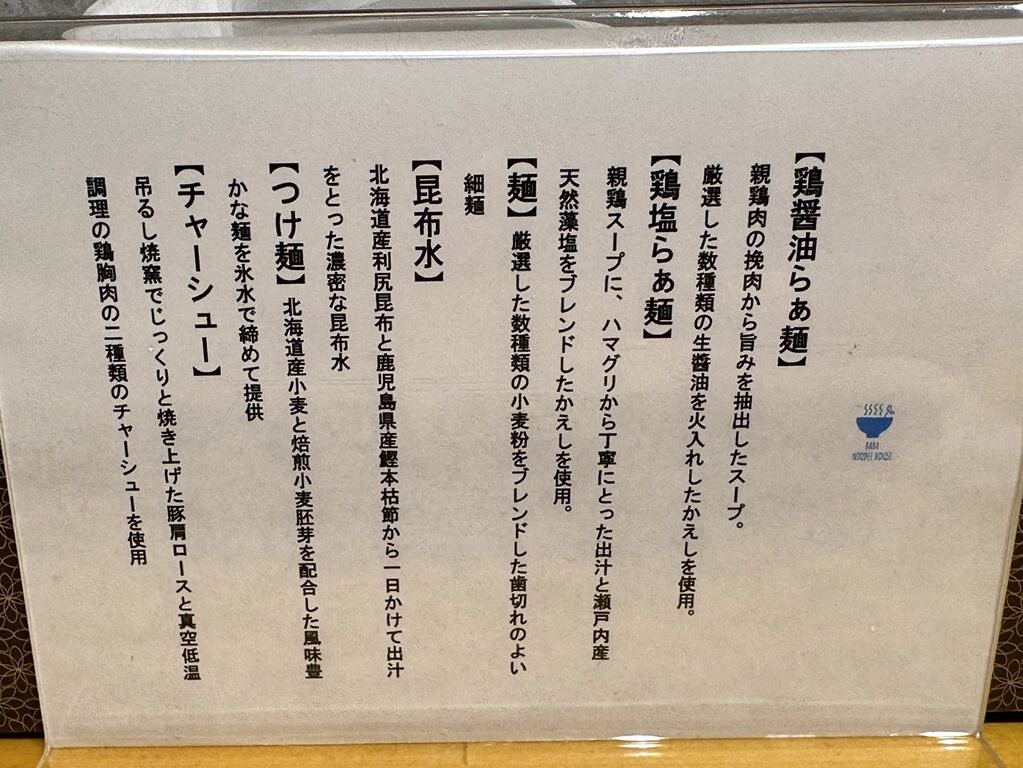 【鶏醤油らぁ麺】
親鶏肉の挽肉から旨みを抽出したスープ。
厳選した数種類の生醤油を火入れしたかえしを使用。
【鶏塩らぁ麺】
親鶏スープに、ハマグリから丁寧にとった出汁と瀬戸内産
天然藻塩をブレンドしたかえしを使用。
【麺】厳選した数種類の小麦粉をブレンドした歯切れのよい
細麺
【昆布水】
北海道産利尻昆布と鹿児島県産鰹本枯節から一日かけて出汁
をとった濃密な昆布水
【つけ麺】北海道産小麦と焙煎小麦胚芽を配合した風味豊
かな麺を氷水で締めて提供
【チャーシュー】
吊るし焼窯でじっくりと焼き上げた豚肩ロースと真空低温
調理の鶏胸肉の二種類のチャーシューを使用
NOODLE HOUSE